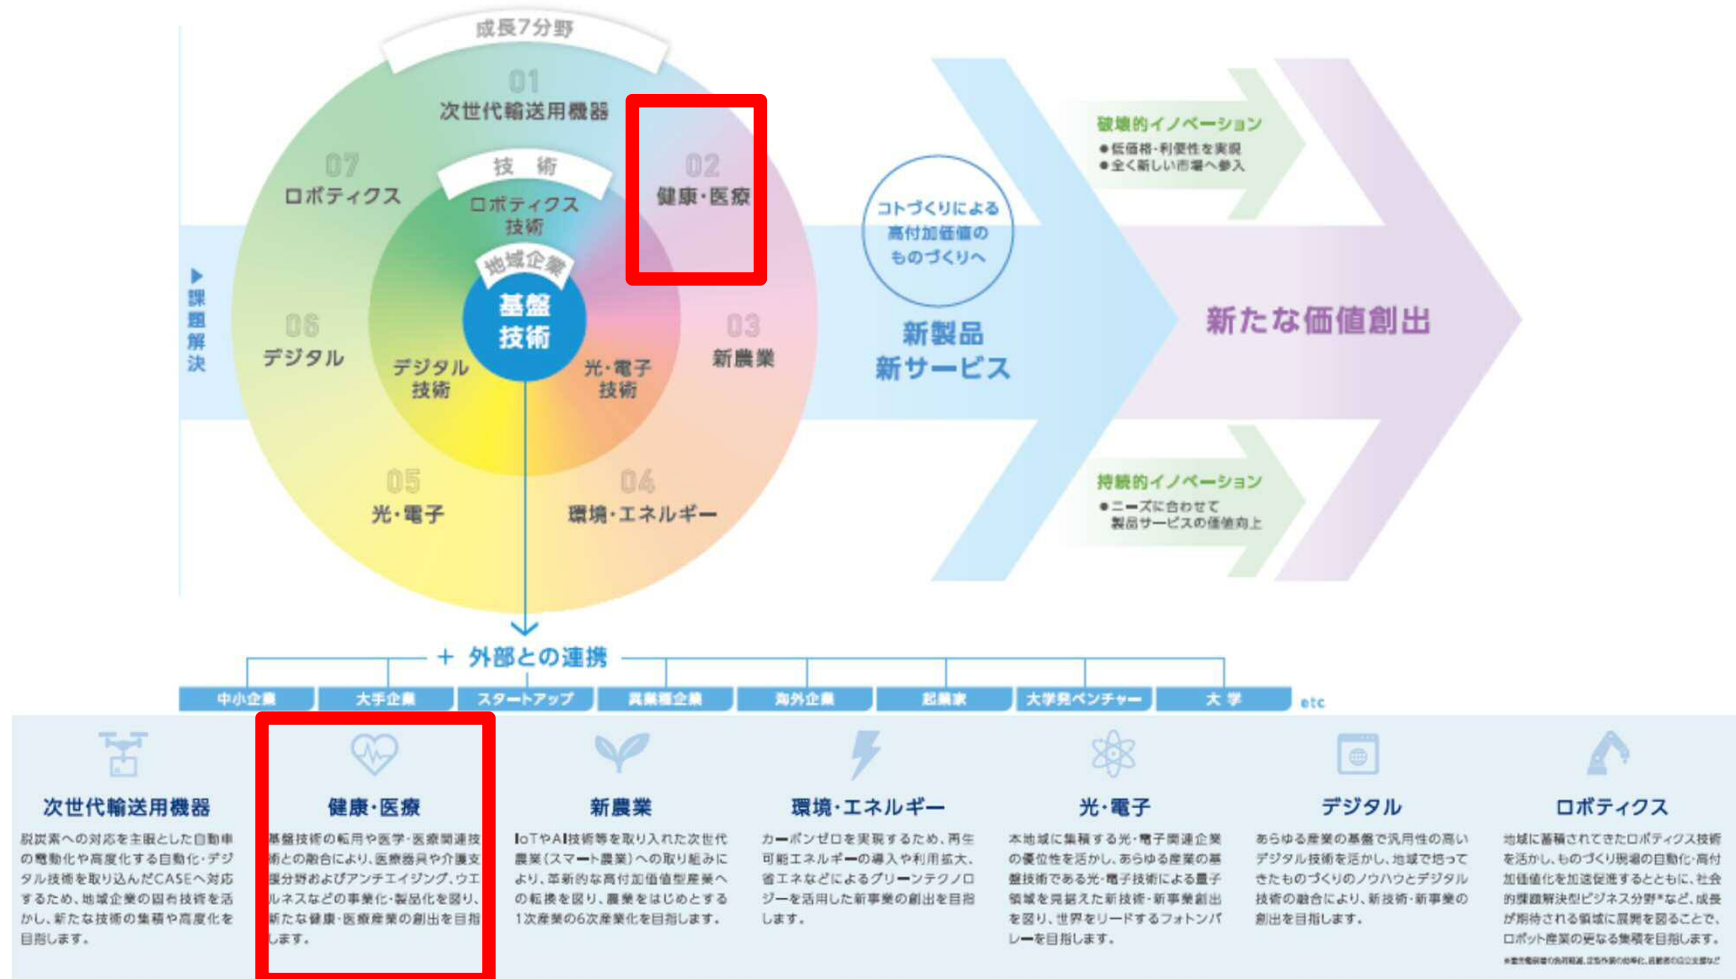 成長7分野
01
次世代輸送用機器
02
健康・医療
03
新農業
04
環境・エネルギー
05
光・電子
06
デジタル
07
ロボティクス
技 術
ロボティクス
技術
光・電子
技術
デジタル
技術
地域企業
基盤
技術
▶課題解決
コトづくりによる
高付加価値の
ものづくりへ
新製品
新サービス
破壊的イノベーション
●低価格・利便性を実現
●全く新しい市場へ参入
新たな価値創出
持続的イノベーション
●ニーズに合わせて
製品サービスの価値向上
+ 外部との連携
中小企業
大手企業
スタートアップ
異業種企業
海外企業
起業家
大学発ベンチャー
大 学
etc
次世代輸送用機器
脱炭素への対応を主眼とした自動車
の電動化や高度化する自動化・デジ
タル技術を取り込んだCASEへ対応
するため、地域企業の固有技術を活
かし、新たな技術の集積や高度化を
目指します。
健康・医療
基盤技術の転用や医学・医療関連技
術との融合により、医療器具や介護支
援分野およびアンチエイジング、ウエ
ルネスなどの事業化・製品化を図り、
新たな健康・医療産業の創出を目指
します。
新農業
IoTやAI技術等を取り入れた次世代
農業(スマート農業)への取り組みに
より、革新的な高付加価値型産業へ
の転換を図り、農業をはじめとする
1次産業の6次産業化を目指します。
環境・エネルギー
カーボンゼロを実現するため、再生
可能エネルギーの導入や利用拡大、
省エネなどによるグリーンテクノロ
ジーを活用した新事業の創出を目指
します。
光・電子
本地域に集積する光・電子関連企業
の優位性を活かし、あらゆる産業の基
盤技術である光・電子技術による量子
領域を見据えた新技術・新事業創出
を図り、世界をリードするフォトンバ
レーを目指します。
デジタル
あらゆる産業の基盤で汎用性の高い
デジタル技術を活かし、地域で培って
きたものづくりのノウハウとデジタル
技術の融合により、新技術・新事業の
創出を目指します。
ロボティクス
地域に蓄積されてきたロボティクス技術
を活かし、ものづくり現場の自動化・高付
加価値化を加速促進するとともに、社会
的課題解決型ビジネス分野*など、成長
が期待される領域に展開を図ることで、
ロボット産業の更なる集積を目指します。